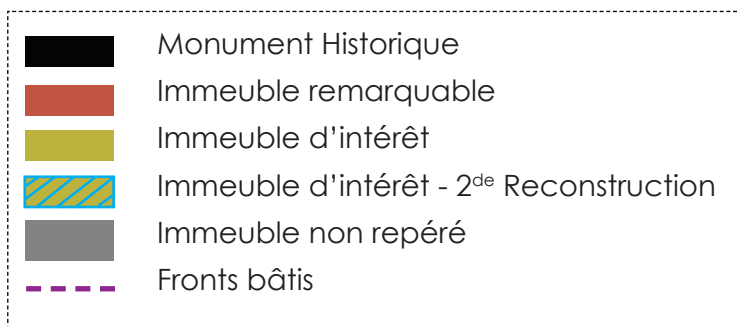 Monument Historique
Immeuble remarquable
Immeuble d'intérêt
Immeuble d'intérêt - 2de Reconstruction
Immeuble non repéré
Fronts bâtis